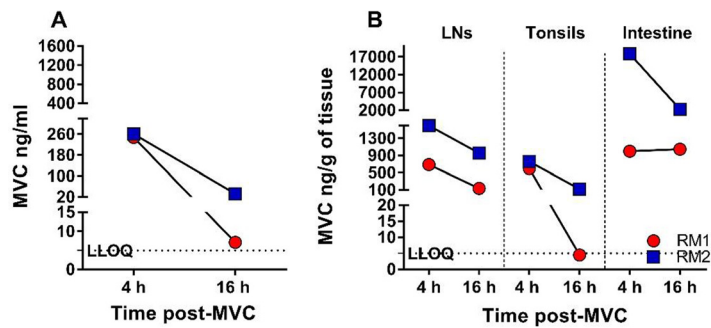 A
MVC ng/ml
1600
1200
800
400
260
180
100
20
15
10
5
0
LLOQ
4 h
16 h
Time post-MVC
B
LNs
Tonsils
Intestine
MVC ng/g of tissue
17000
12000
7000
2000
1300
900
500
100
20
15
10
5
0
LLOQ
RM1
RM2
4 h
16 h
4 h
16 h
4 h
16 h
Time post-MVC